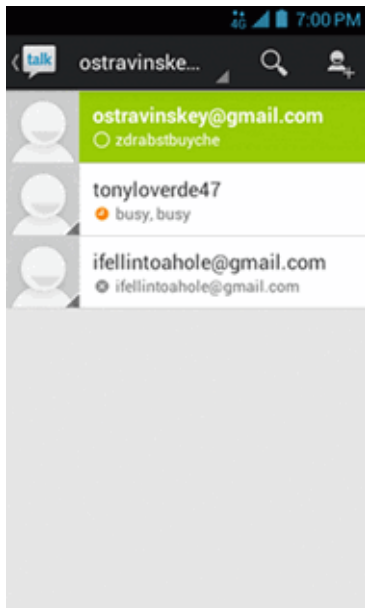 4G 7:00 PM
talk ostravinske...
ostravinskey@gmail.com
zdrabstbuyche
tonyloverde47
busy, busy
ifellintoahole@gmail.com
ifellintoahole@gmail.com